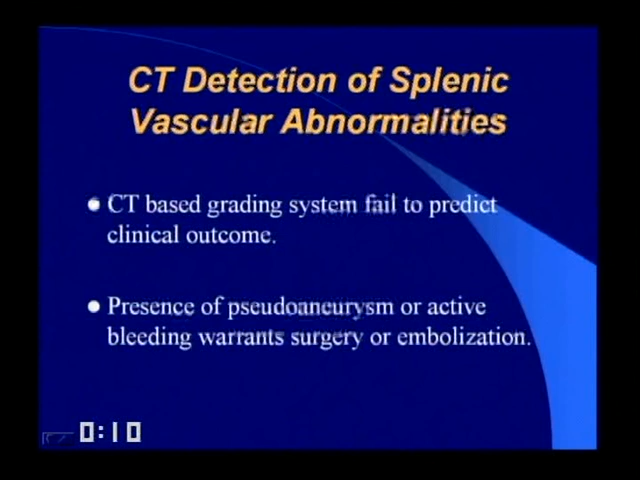 CT Detection of Splenic
Vascular Abnormalities
CT based grading system fail to predict
clinical outcome.
Presence of pseudoaneurysm or active
bleeding warrants surgery or embolization.
0:10